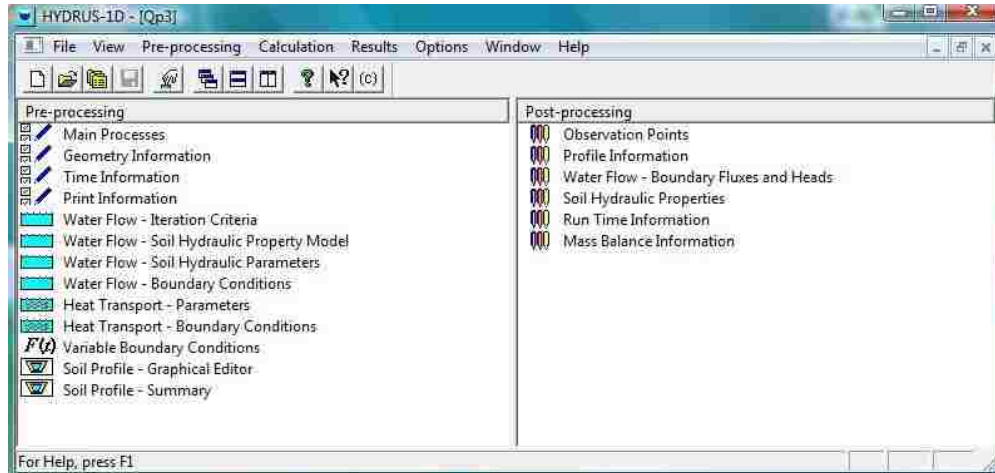 HYDRUS-1D - [Qp3]
File View Pre-processing Calculation Results Options Window Help
? ? (c)
Pre-processing
Main Processes
Geometry Information
Time Information
Print Information
Water Flow - Iteration Criteria
Water Flow - Soil Hydraulic Property Model
Water Flow - Soil Hydraulic Parameters
Water Flow - Boundary Conditions
Heat Transport - Parameters
Heat Transport - Boundary Conditions
F(t) Variable Boundary Conditions
Soil Profile - Graphical Editor
Soil Profile - Summary
Post-processing
Observation Points
Profile Information
Water Flow - Boundary Fluxes and Heads
Soil Hydraulic Properties
Run Time Information
Mass Balance Information
For Help, press F1